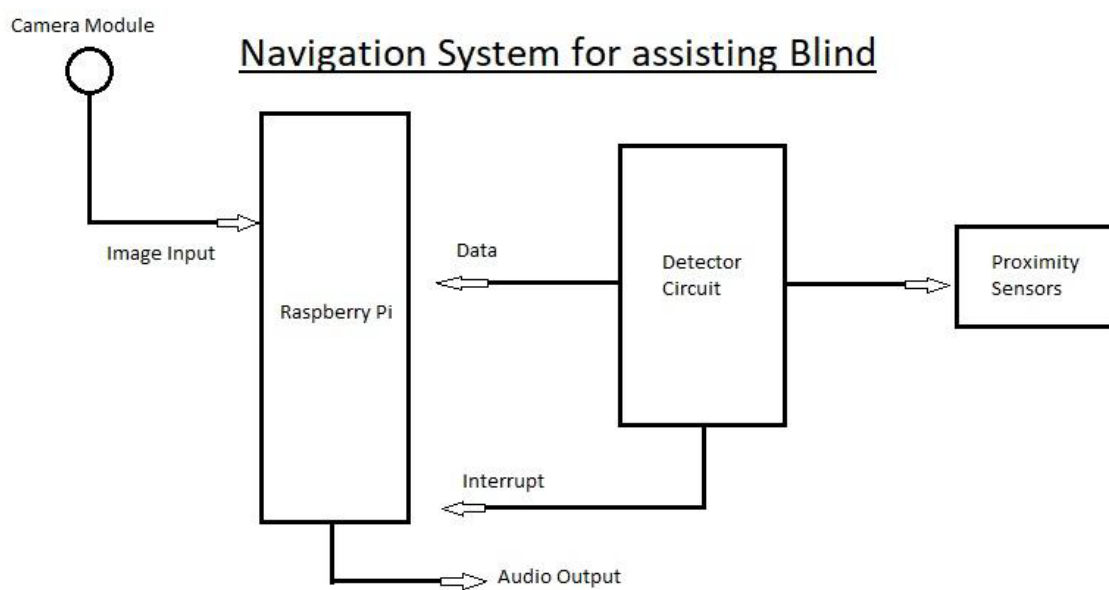 Camera Module
Navigation System for assisting Blind
Image Input
Raspberry Pi
Data
Detector
Circuit
Proximity
Sensors
Interrupt
Audio Output